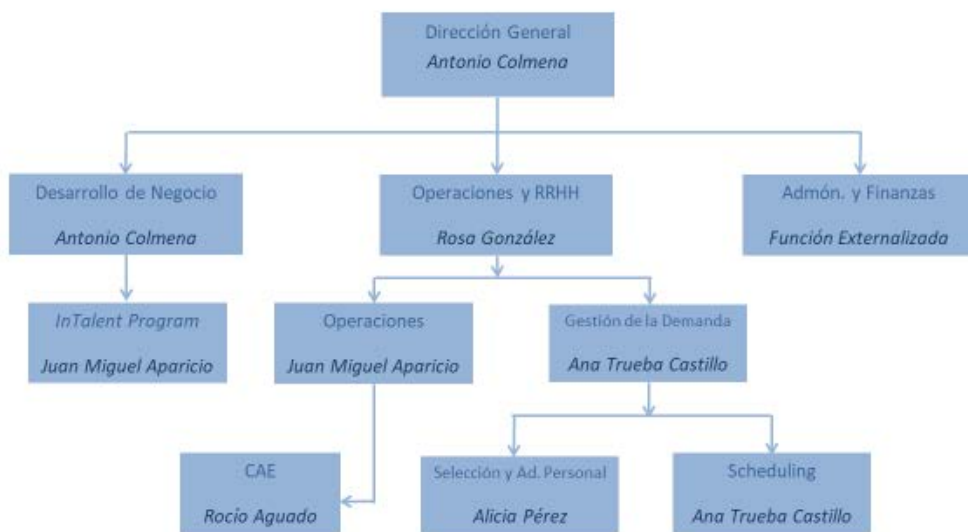 Dirección General
Antonio Colmena
Desarrollo de Negocio
Antonio Colmena
Operaciones y RRHH
Rosa González
Admón. y Finanzas
Función Externalizada
InTalent Program
Juan Miguel Aparicio
Operaciones
Juan Miguel Aparicio
Gestión de la Demanda
Ana Trueba Castillo
CAE
Rocío Aguado
Selección y Ad. Personal
Alicia Pérez
Scheduling
Ana Trueba Castillo